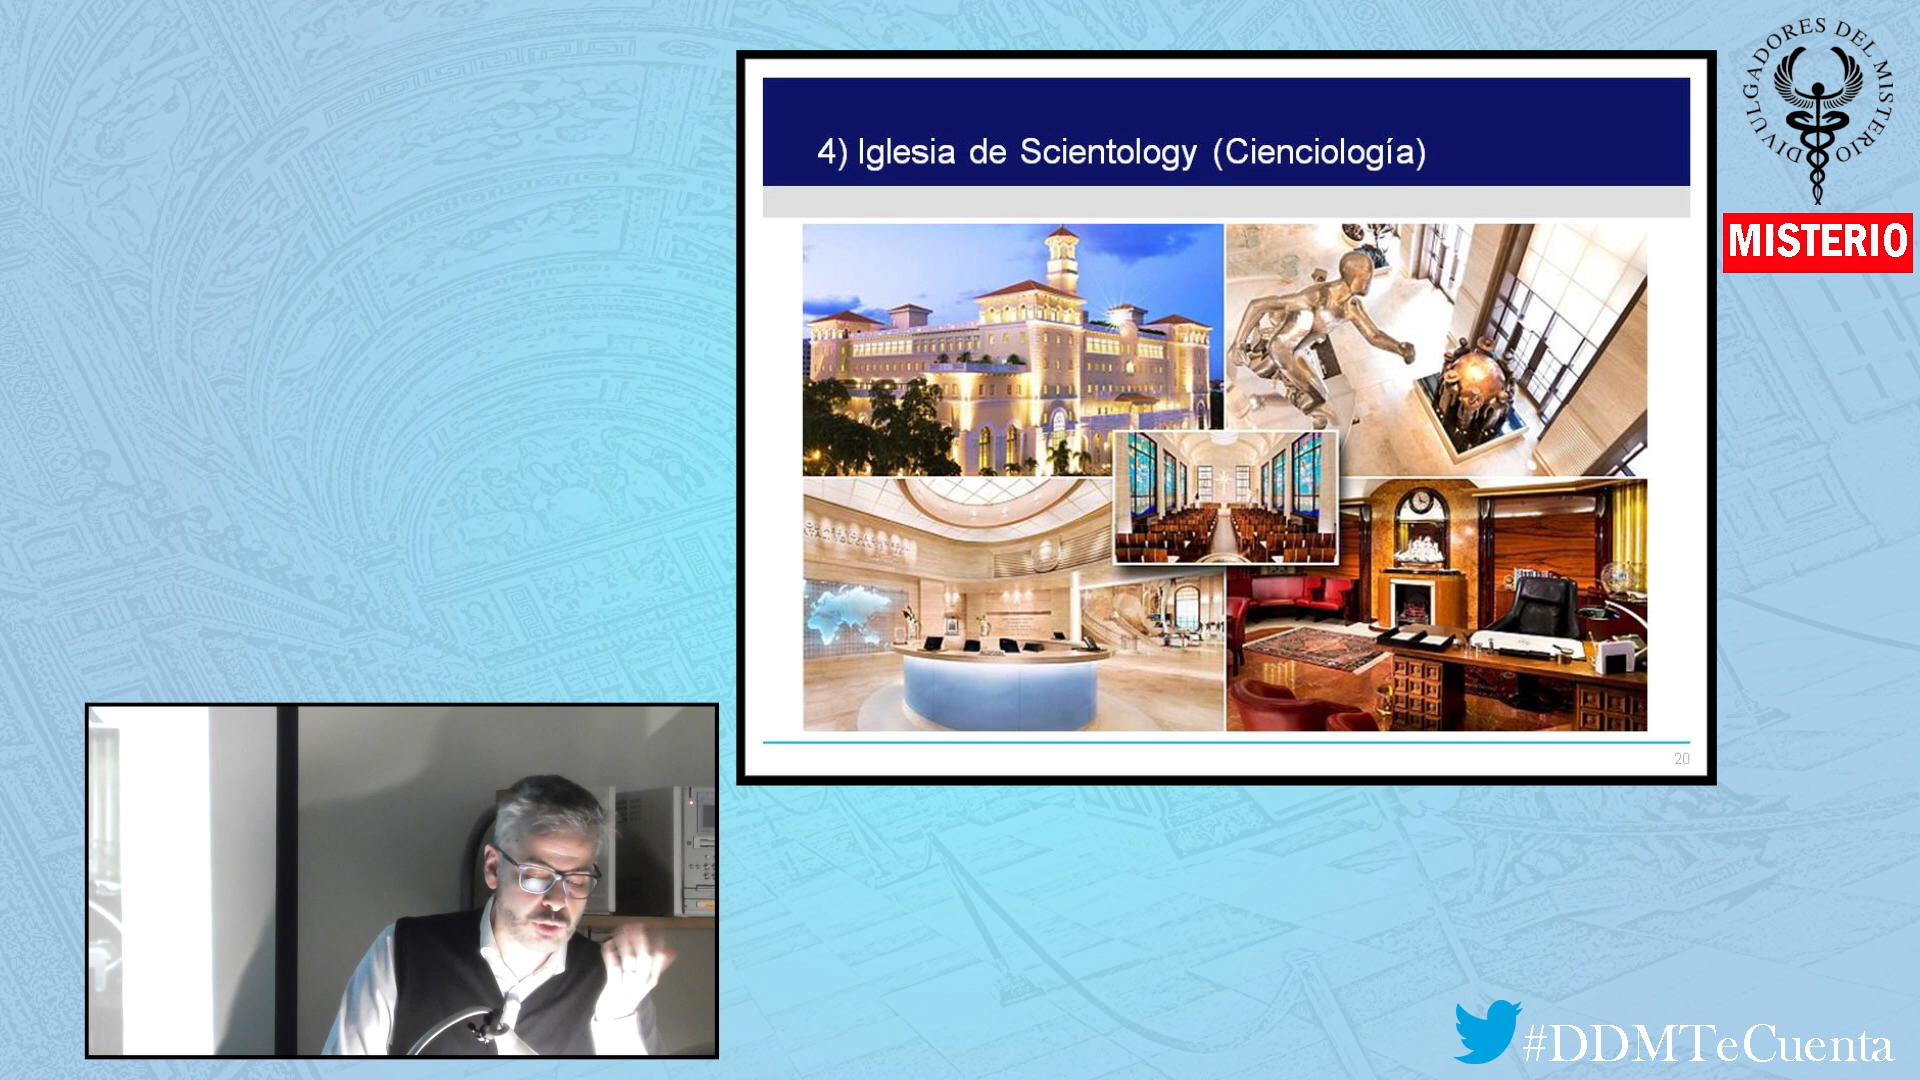 4) Iglesia de Scientology (Cienciología)
20
DIVULGADORES DEL MISTERIO
MISTERIO
#DDMTeCuenta